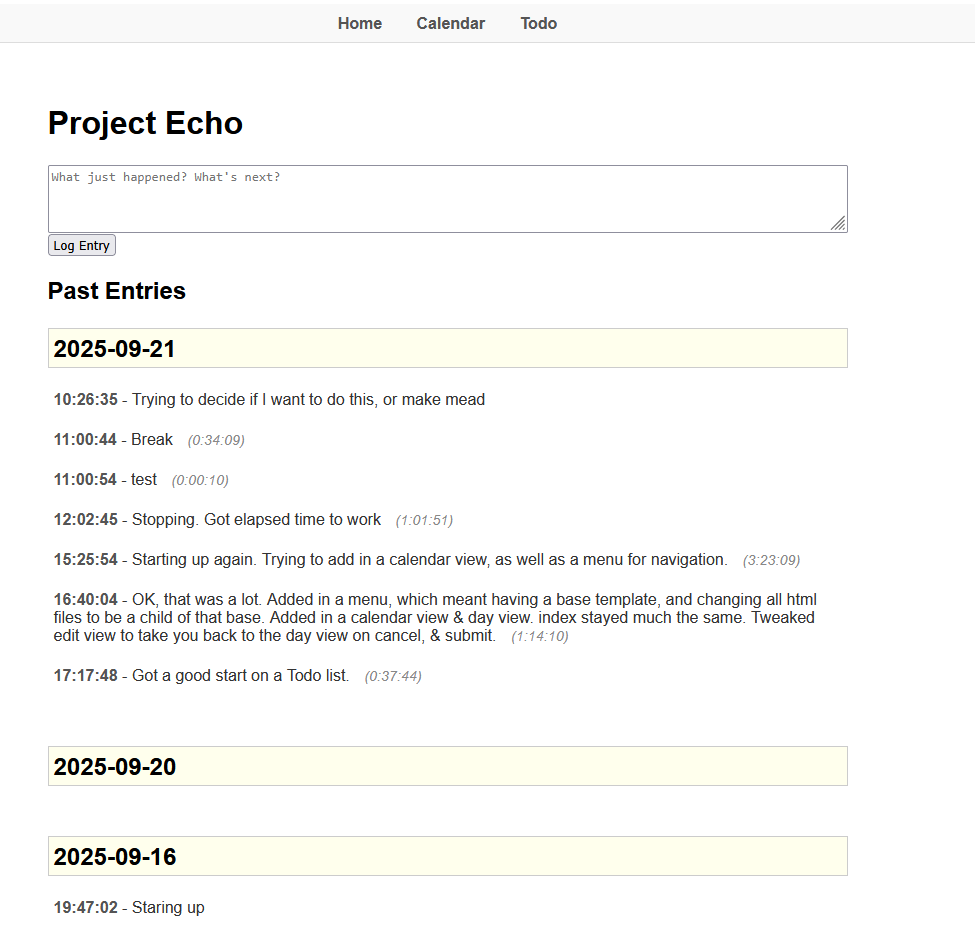 Home Calendar Todo
Project Echo
What just happened? What's next?
Log Entry
Past Entries
2025-09-21
10:26:35 - Trying to decide if I want to do this, or make mead
11:00:44 - Break (0:34:09)
11:00:54 - test (0:00:10)
12:02:45 - Stopping. Got elapsed time to work (1:01:51)
15:25:54 - Starting up again. Trying to add in a calendar view, as well as a menu for navigation. (3:23:09)
16:40:04 - OK, that was a lot. Added in a menu, which meant having a base template, and changing all html
files to be a child of that base. Added in a calendar view & day view. index stayed much the same. Tweaked
edit view to take you back to the day view on cancel, & submit. (1:14:10)
17:17:48 - Got a good start on a Todo list. (0:37:44)
2025-09-20
2025-09-16
19:47:02 - Staring up